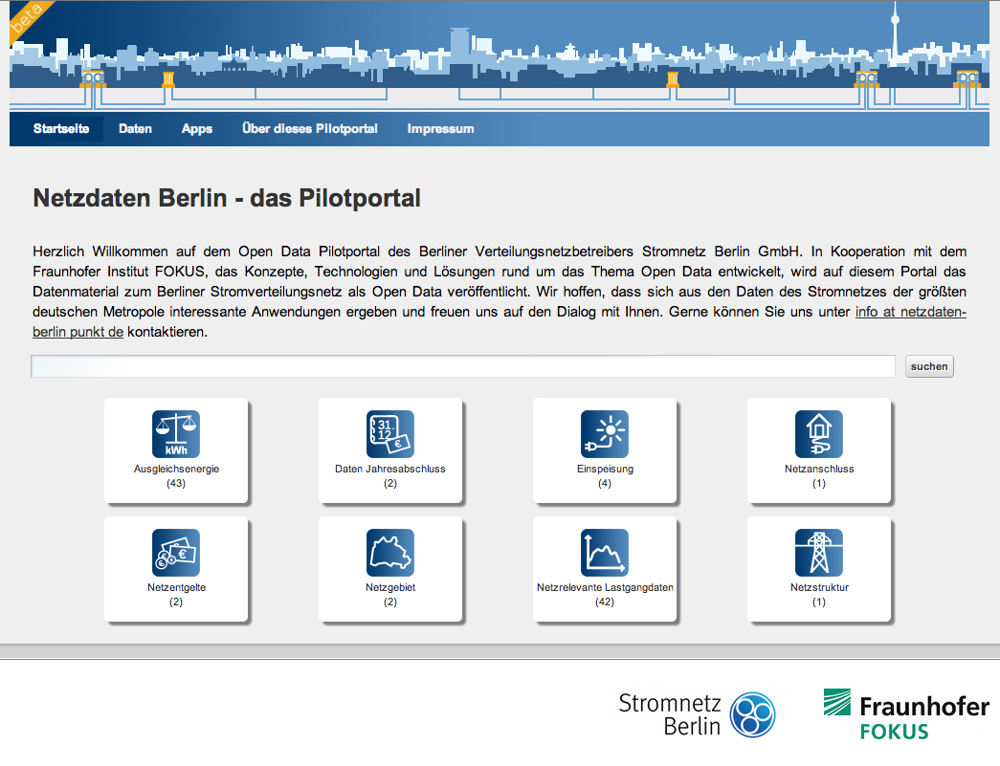 beta
Startseite Daten Apps Über dieses Pilotportal Impressum
Netzdaten Berlin - das Pilotportal
Herzlich Willkommen auf dem Open Data Pilotportal des Berliner Verteilungsnetzbetreibers Stromnetz Berlin GmbH. In Kooperation mit dem
Fraunhofer Institut FOKUS, das Konzepte, Technologien und Lösungen rund um das Thema Open Data entwickelt, wird auf diesem Portal das
Datenmaterial zum Berliner Stromverteilungsnetz als Open Data veröffentlicht. Wir hoffen, dass sich aus den Daten des Stromnetzes der größten
deutschen Metropole interessante Anwendungen ergeben und freuen uns auf den Dialog mit Ihnen. Gerne können Sie uns unter info at netzdaten-
berlin punkt de kontaktieren.
suchen
kWh
Ausgleichsenergie
(43)
31.
12.
€
Daten Jahresabschluss
(2)
Einspeisung
(4)
Netzanschluss
(1)
€
€
€
Netzentgelte
(2)
Netzgebiet
(2)
Netzrelevante Lastgangdaten
(42)
Netzstruktur
(1)
Stromnetz
Berlin
Fraunhofer
FOKUS